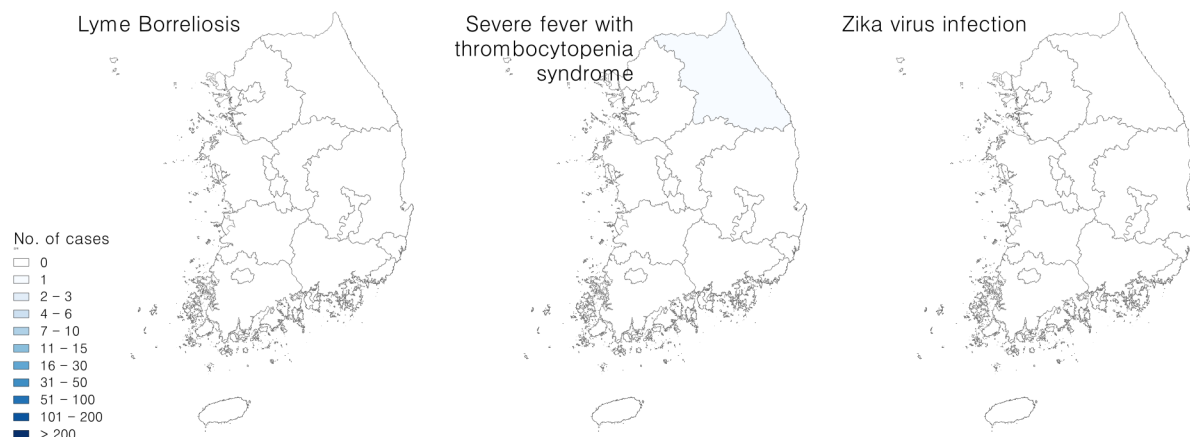 Lyme Borreliosis
Severe fever with
thrombocytopenia
syndrome
Zika virus infection
No. of cases
0
1
2 – 3
4 – 6
7 – 10
11 – 15
16 – 30
31 – 50
51 – 100
101 – 200
> 200